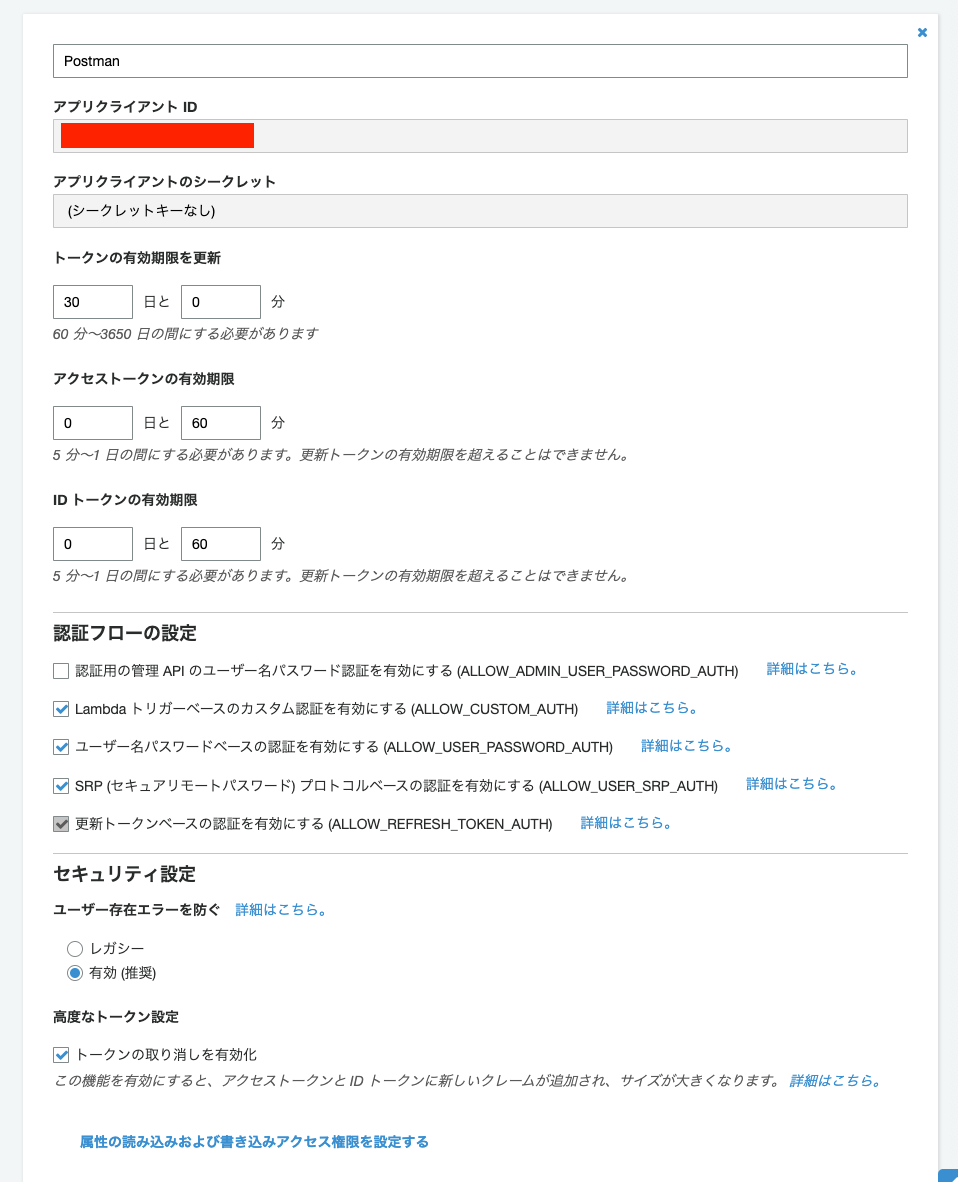 Postman
アプリクライアント ID
アプリクライアントのシークレット
(シークレットキーなし)
トークンの有効期限を更新
30 日と 0 分
60 分〜3650 日の間にする必要があります
アクセストークンの有効期限
0 日と 60 分
5 分〜1 日の間にする必要があります。更新トークンの有効期限を超えることはできません。
ID トークンの有効期限
0 日と 60 分
5 分〜1 日の間にする必要があります。更新トークンの有効期限を超えることはできません。
認証フローの設定
認証用の管理 API のユーザー名パスワード認証を有効にする (ALLOW_ADMIN_USER_PASSWORD_AUTH) 詳細はこちら。
Lambda トリガーベースのカスタム認証を有効にする (ALLOW_CUSTOM_AUTH) 詳細はこちら。
ユーザー名パスワードベースの認証を有効にする (ALLOW_USER_PASSWORD_AUTH) 詳細はこちら。
SRP (セキュアリモートパスワード) プロトコルベースの認証を有効にする (ALLOW_USER_SRP_AUTH) 詳細はこちら。
更新トークンベースの認証を有効にする (ALLOW_REFRESH_TOKEN_AUTH) 詳細はこちら。
セキュリティ設定
ユーザー存在エラーを防ぐ 詳細はこちら。
レガシー
有効 (推奨)
高度なトークン設定
トークンの取り消しを有効化
この機能を有効にすると、アクセストークンと ID トークンに新しいクレームが追加され、サイズが大きくなります。 詳細はこちら。
属性の読み込みおよび書き込みアクセス権限を設定する